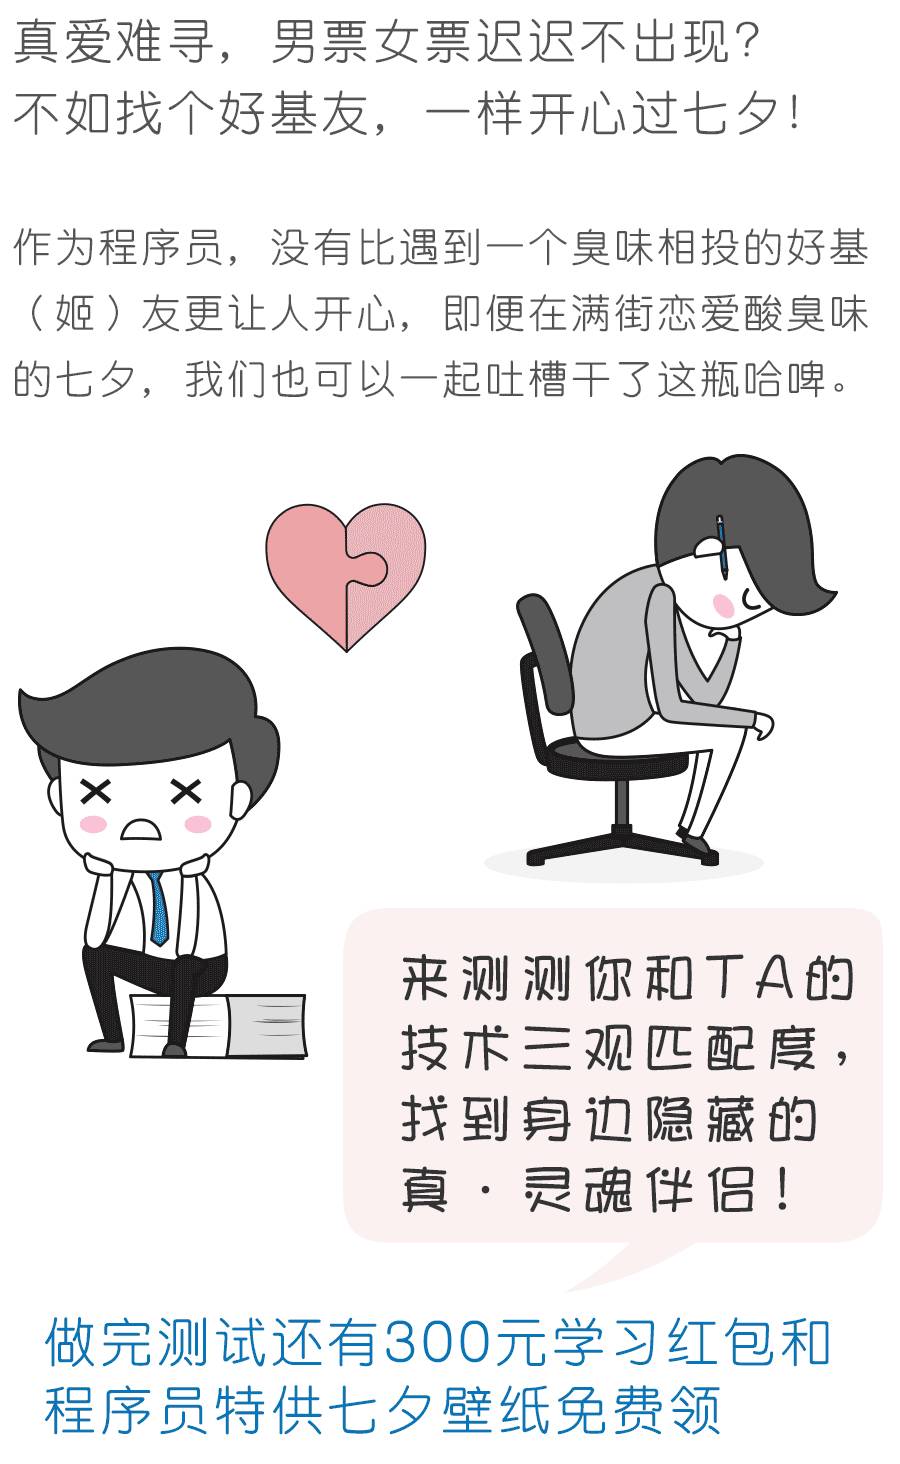 真爱难寻，男票女票迟迟不出现？
不如找个好基友，一样开心过七夕！
作为程序员，没有比遇到一个臭味相投的好基
（姬）友更让人开心，即便在满街恋爱酸臭味
的七夕，我们也可以一起吐槽干了这瓶哈啤。
来测测你和TA的
技术三观匹配度，
找到身边隐藏的
真·灵魂伴侣！
做完测试还有300元学习红包和
程序员特供七夕壁纸免费领